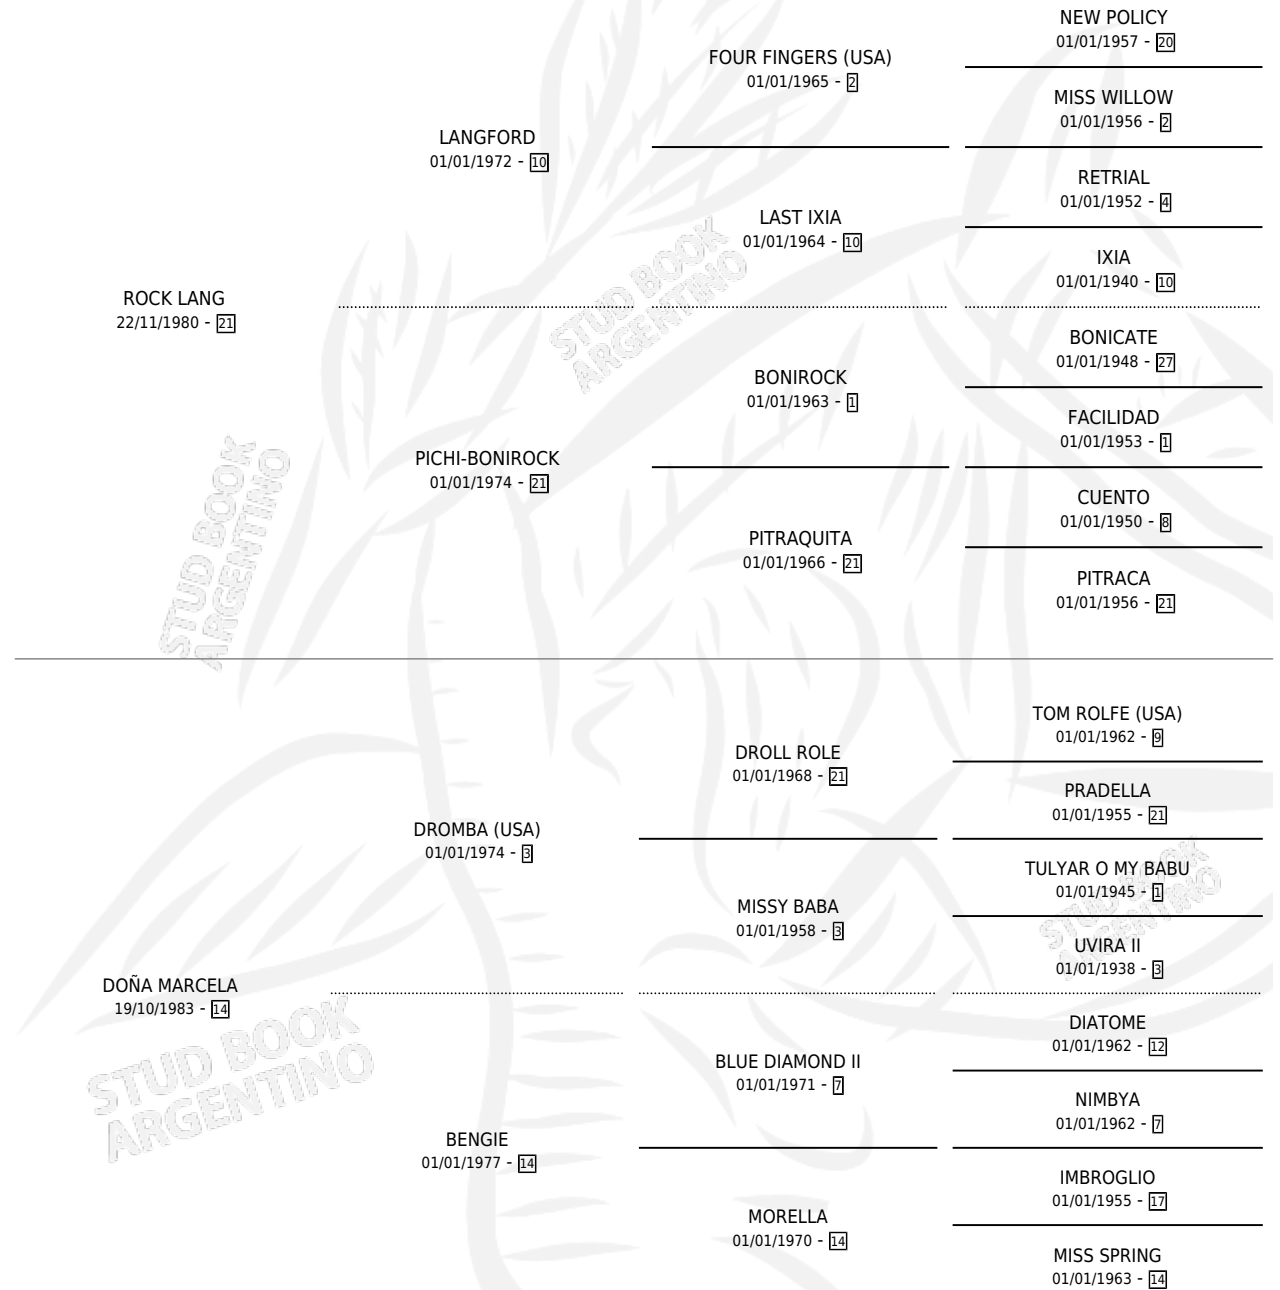 NEW POLICY
01/01/1957 - 20
FOUR FINGERS (USA)
01/01/1965 - 2
MISS WILLOW
01/01/1956 - 2
LANGFORD
01/01/1972 - 10
RETRIAL
01/01/1952 - 4
LAST IXIA
01/01/1964 - 10
IXIA
01/01/1940 - 10
ROCK LANG
22/11/1980 - 21
STUD BOOK
ARGENTINO
BONICATE
01/01/1948 - 27
BONIROCK
01/01/1963 - 1
FACILIDAD
01/01/1953 - 1
PICHI-BONIROCK
01/01/1974 - 21
CUENTO
01/01/1950 - 8
PITRAQUITA
01/01/1966 - 21
PITRACA
01/01/1956 - 21
STUD BOOK
ARGENTINO
TOM ROLFE (USA)
01/01/1962 - 9
DROLL ROLE
01/01/1968 - 21
PRADELLA
01/01/1955 - 21
DROMBA (USA)
01/01/1974 - 3
TULYAR O MY BABU
01/01/1945 - 1
MISSY BABA
01/01/1958 - 3
STUD BOOK
ARGENTINO
UVIRA II
01/01/1938 - 3
DOÑA MARCELA
19/10/1983 - 14
STUD BOOK
ARGENTINO
DIATOME
01/01/1962 - 12
BLUE DIAMOND II
01/01/1971 - 7
NIMBYA
01/01/1962 - 7
BENGIE
01/01/1977 - 14
IMBROGLIO
01/01/1955 - 17
MORELLA
01/01/1970 - 14
MISS SPRING
01/01/1963 - 14